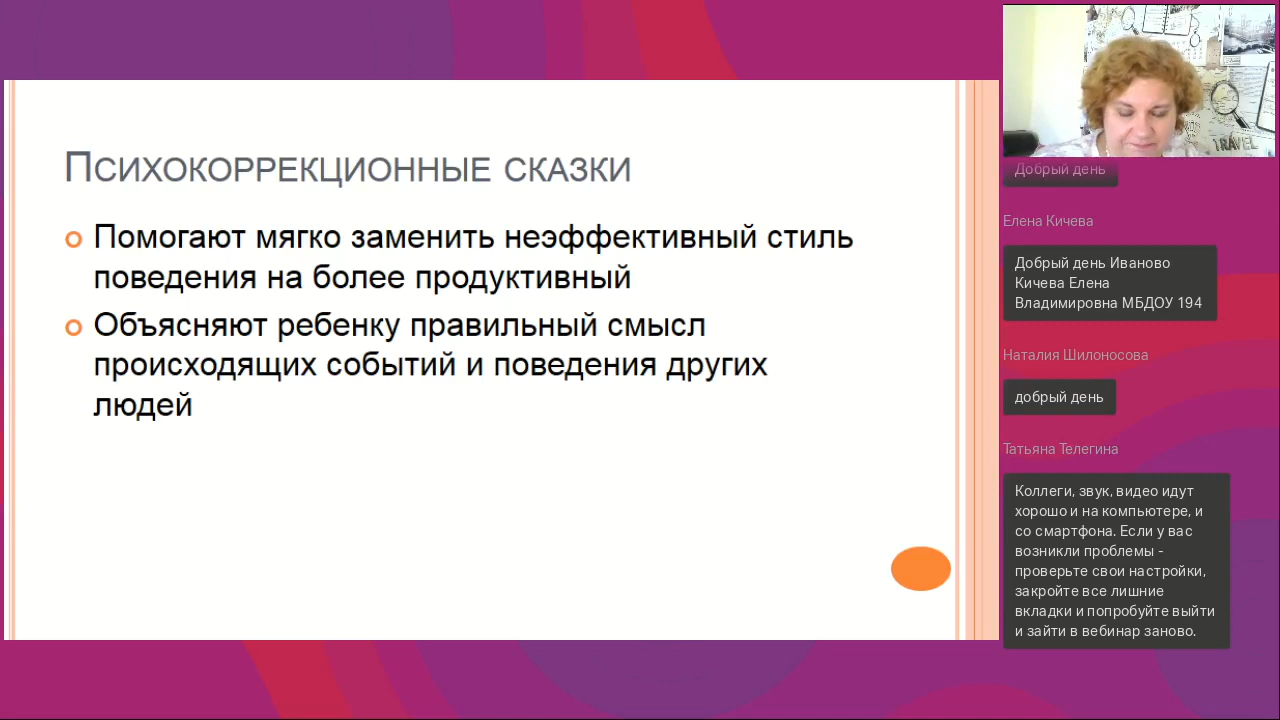 Психокоррекционные сказки
Помогают мягко заменить неэффективный стиль
поведения на более продуктивный
Объясняют ребенку правильный смысл
происходящих событий и поведения других
людей
TRAVEL
Добрый день
Елена Кичева
Добрый день Иваново
Кичева Елена
Владимировна МБДОУ 194
Наталия Шилоносова
добрый день
Татьяна Телегина
Коллеги, звук, видео идут
хорошо и на компьютере, и
со смартфона. Если у вас
возникли проблемы -
проверьте свои настройки,
закройте все лишние
вкладки и попробуйте выйти
и зайти в вебинар заново.